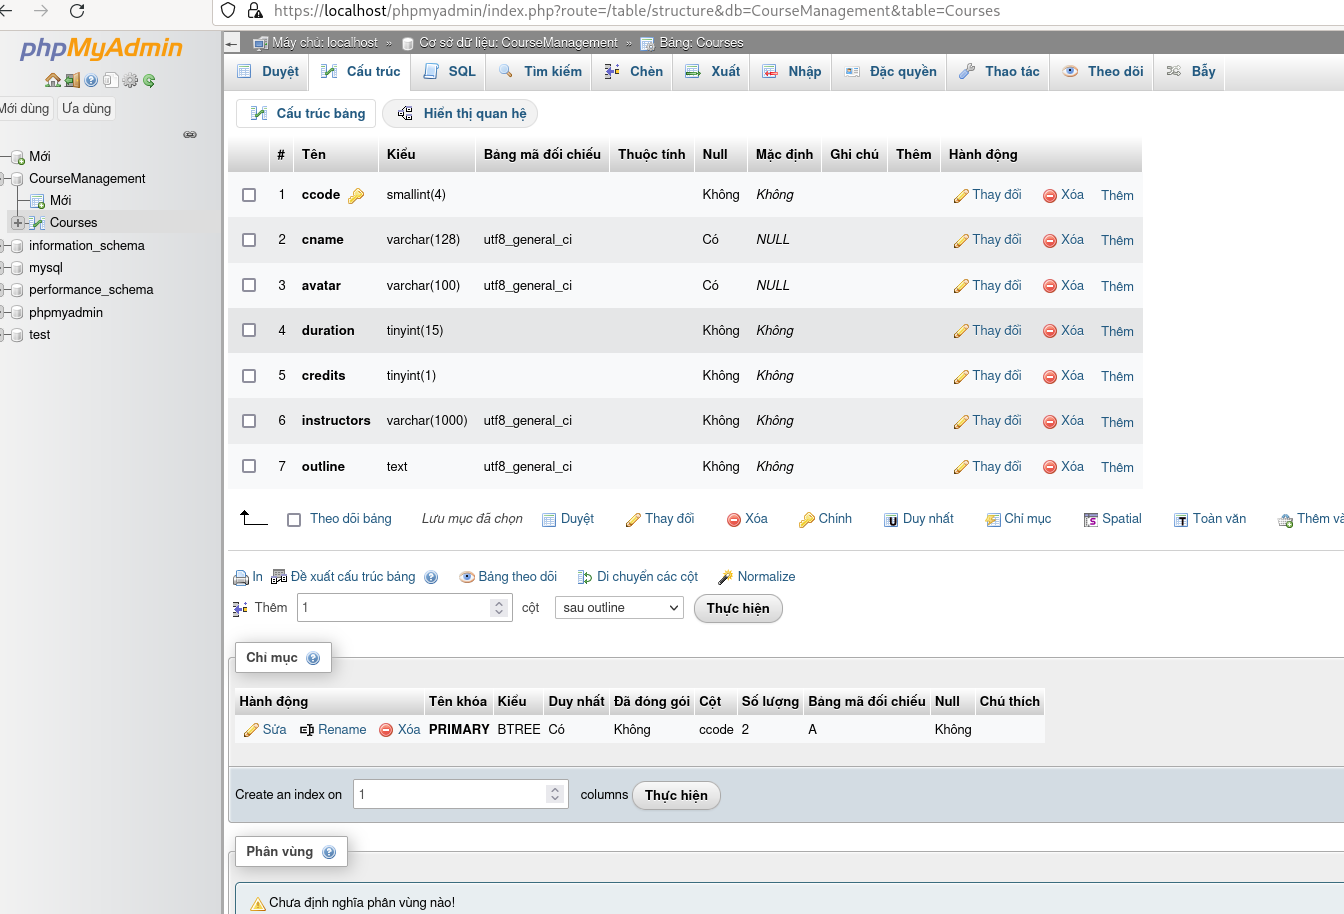 https://localhost/phpmyadmin/index.php?route=/table/structure&db=CourseManagement&table=Courses
phpMyAdmin
Mới dùng Ưa dùng
Mới
CourseManagement
Mới
Courses
information_schema
mysql
performance_schema
phpmyadmin
test
Máy chủ: localhost » Cơ sở dữ liệu: CourseManagement » Bảng: Courses
Duyệt Cấu trúc SQL Tìm kiếm Chèn Xuất Nhập Đặc quyền Thao tác Theo dõi Bẫy
Cấu trúc bảng Hiển thị quan hệ
# Tên Kiểu Bảng mã đối chiếu Thuộc tính Null Mặc định Ghi chú Thêm Hành động
1 ccode smallint(4) Không Không Thay đổi Xóa Thêm
2 cname varchar(128) utf8_general_ci Có NULL Thay đổi Xóa Thêm
3 avatar varchar(100) utf8_general_ci Có NULL Thay đổi Xóa Thêm
4 duration tinyint(15) Không Không Thay đổi Xóa Thêm
5 credits tinyint(1) Không Không Thay đổi Xóa Thêm
6 instructors varchar(1000) utf8_general_ci Không Không Thay đổi Xóa Thêm
7 outline text utf8_general_ci Không Không Thay đổi Xóa Thêm
Theo dõi bảng Lưu mục đã chọn Duyệt Thay đổi Xóa Chính Duy nhất Chỉ mục Spatial Toàn văn Thêm và
In Đề xuất cấu trúc bảng Bảng theo dõi Di chuyển các cột Normalize
Thêm 1 cột sau outline Thực hiện
Chỉ mục
Hành động Tên khóa Kiểu Duy nhất Đã đóng gói Cột Số lượng Bảng mã đối chiếu Null Chú thích
Sửa Rename Xóa PRIMARY BTREE Có Không ccode 2 A Không
Create an index on 1 columns Thực hiện
Phân vùng
Chưa định nghĩa phân vùng nào!